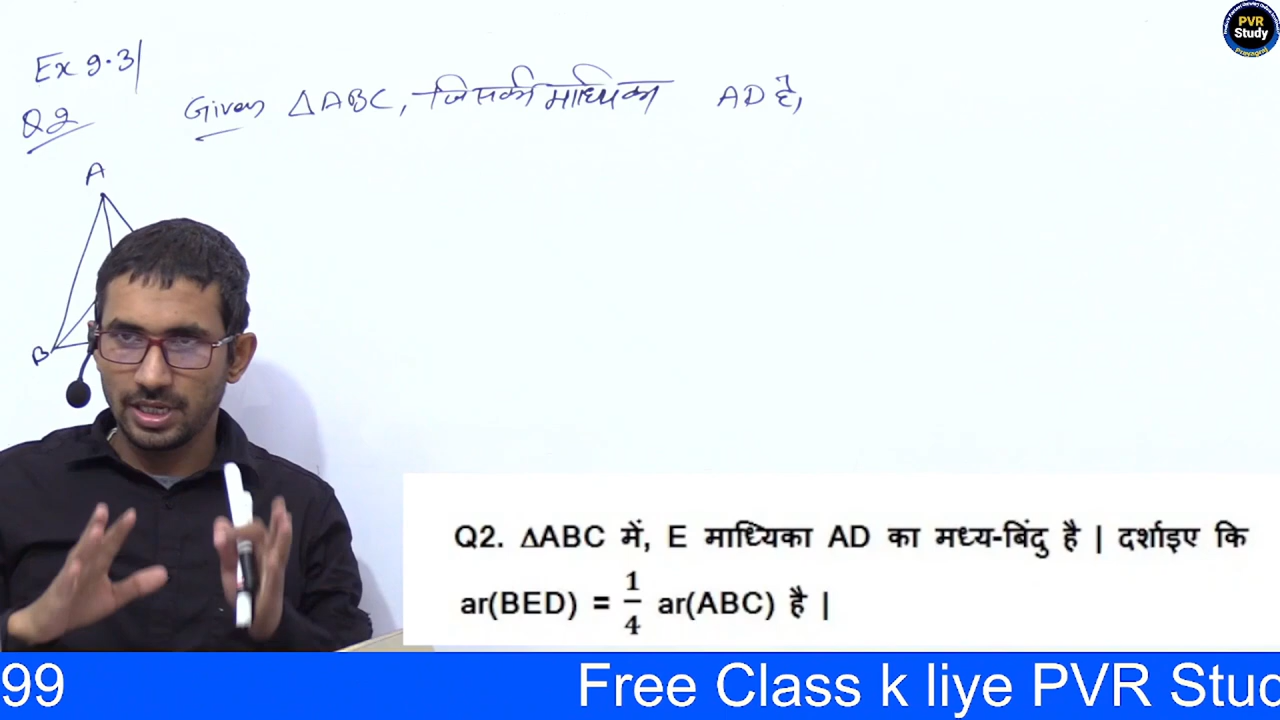 PVR
Study
Ex 9.3
Q2
Given △ABC, जिसकी माध्यिका AD है,
A
B
Q2. ΔABC में, E माध्यिका AD का मध्य-बिंदु है | दर्शाइए कि
ar(BED) = 1/4 ar(ABC) है |
99 Free Class k liye PVR Stud